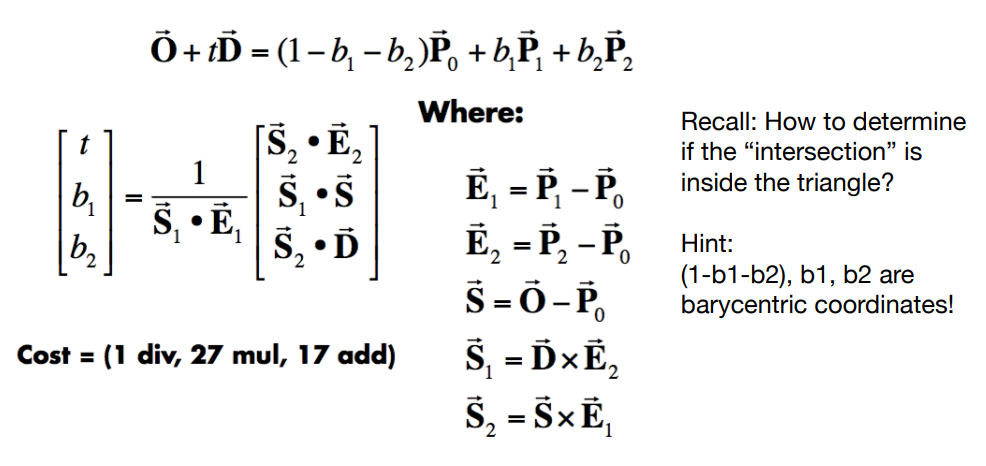 O⃗ + tD⃗ = (1 − b₁ − b₂)P⃗₀ + b₁P⃗₁ + b₂P⃗₂
Where:
[t b₁ b₂] = 1 / (S⃗₁ • E⃗₁) [S⃗₂ • E⃗₂ S⃗₁ • S⃗ S⃗₂ • D⃗]
Cost = (1 div, 27 mul, 17 add)
E⃗₁ = P⃗₁ − P⃗₀
E⃗₂ = P⃗₂ − P⃗₀
S⃗ = O⃗ − P⃗₀
S⃗₁ = D⃗ × E⃗₂
S⃗₂ = S⃗ × E⃗₁
Recall: How to determine
if the “intersection” is
inside the triangle?
Hint:
(1-b1-b2), b1, b2 are
barycentric coordinates!